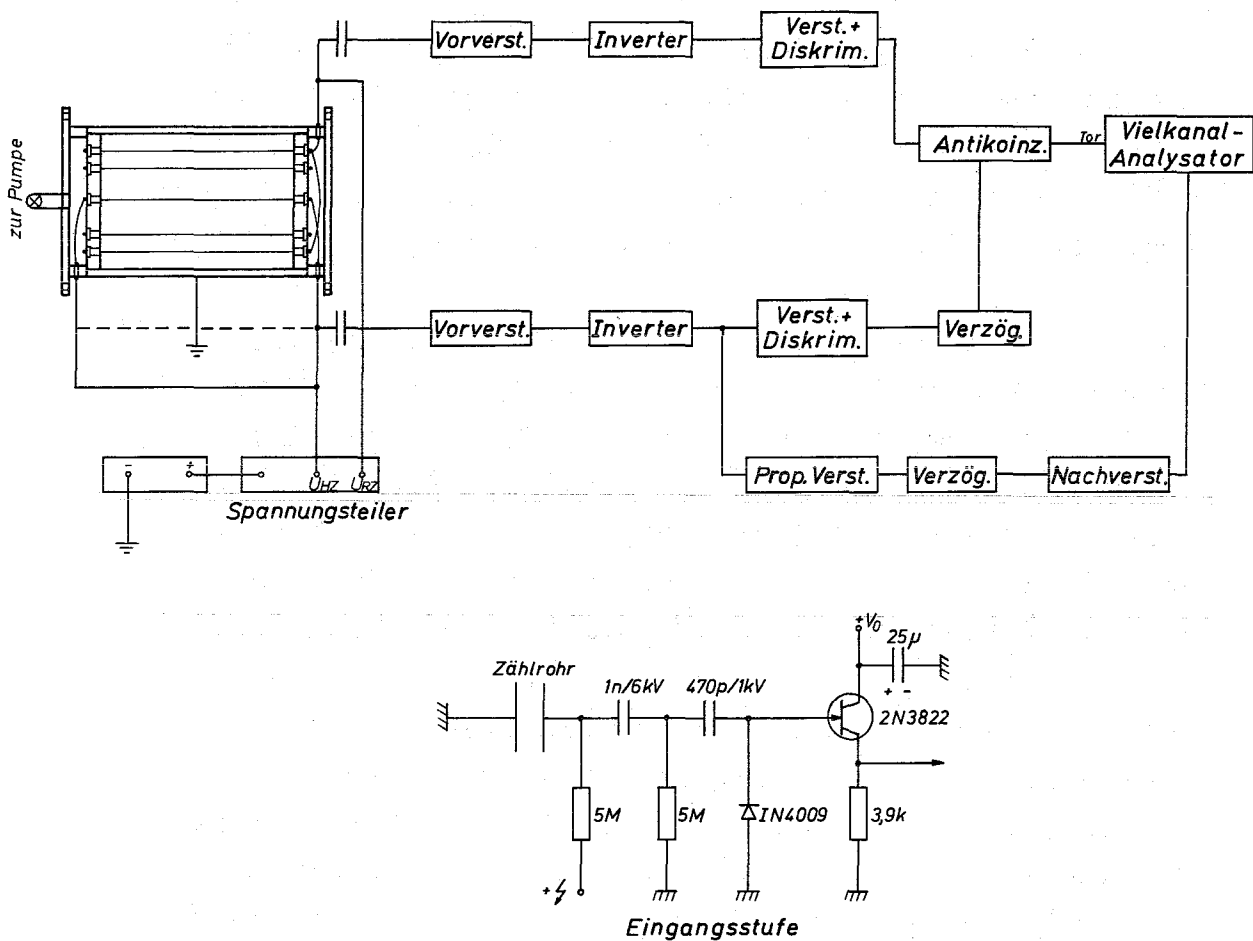 Vorverst.
Inverter
Verst.+
Diskrim.
zur Pumpe
Antikoinz.
Tor
Vielkanal-
Analysator
Vorverst.
Inverter
Verst.+
Diskrim.
Verzög.
- +
- UHZ URZ
Spannungsteiler
Prop.Verst.
Verzög.
Nachverst.
+V0
25µ
+ -
Zählrohr
1n/6kV
470p/1kV
2N3822
5M
5M
IN4009
3,9k
+
Eingangsstufe